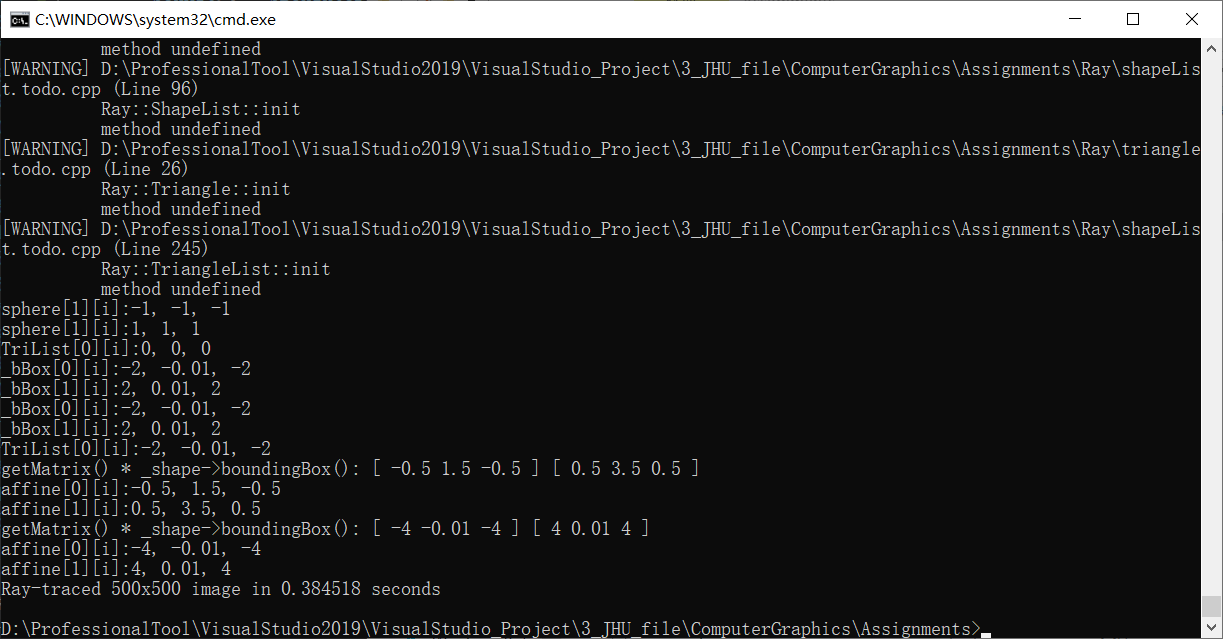 C:\WINDOWS\system32\cmd.exe
method undefined
[WARNING] D:\ProfessionalTool\VisualStudio2019\VisualStudio_Project\3_JHU_file\ComputerGraphics\Assignments\Ray\shapeLis
t.todo.cpp (Line 96)
Ray::ShapeList::init
method undefined
[WARNING] D:\ProfessionalTool\VisualStudio2019\VisualStudio_Project\3_JHU_file\ComputerGraphics\Assignments\Ray\triangle
.todo.cpp (Line 26)
Ray::Triangle::init
method undefined
[WARNING] D:\ProfessionalTool\VisualStudio2019\VisualStudio_Project\3_JHU_file\ComputerGraphics\Assignments\Ray\shapeLis
t.todo.cpp (Line 245)
Ray::TriangleList::init
method undefined
sphere[1][i]:-1, -1, -1
sphere[1][i]:1, 1, 1
TriList[0][i]:0, 0, 0
_bBox[0][i]:-2, -0.01, -2
_bBox[1][i]:2, 0.01, 2
_bBox[0][i]:-2, -0.01, -2
_bBox[1][i]:2, 0.01, 2
TriList[0][i]:-2, -0.01, -2
getMatrix() * _shape->boundingBox(): [ -0.5 1.5 -0.5 ] [ 0.5 3.5 0.5 ]
affine[0][i]:-0.5, 1.5, -0.5
affine[1][i]:0.5, 3.5, 0.5
getMatrix() * _shape->boundingBox(): [ -4 -0.01 -4 ] [ 4 0.01 4 ]
affine[0][i]:-4, -0.01, -4
affine[1][i]:4, 0.01, 4
Ray-traced 500x500 image in 0.384518 seconds
D:\ProfessionalTool\VisualStudio2019\VisualStudio_Project\3_JHU_file\ComputerGraphics\Assignments>